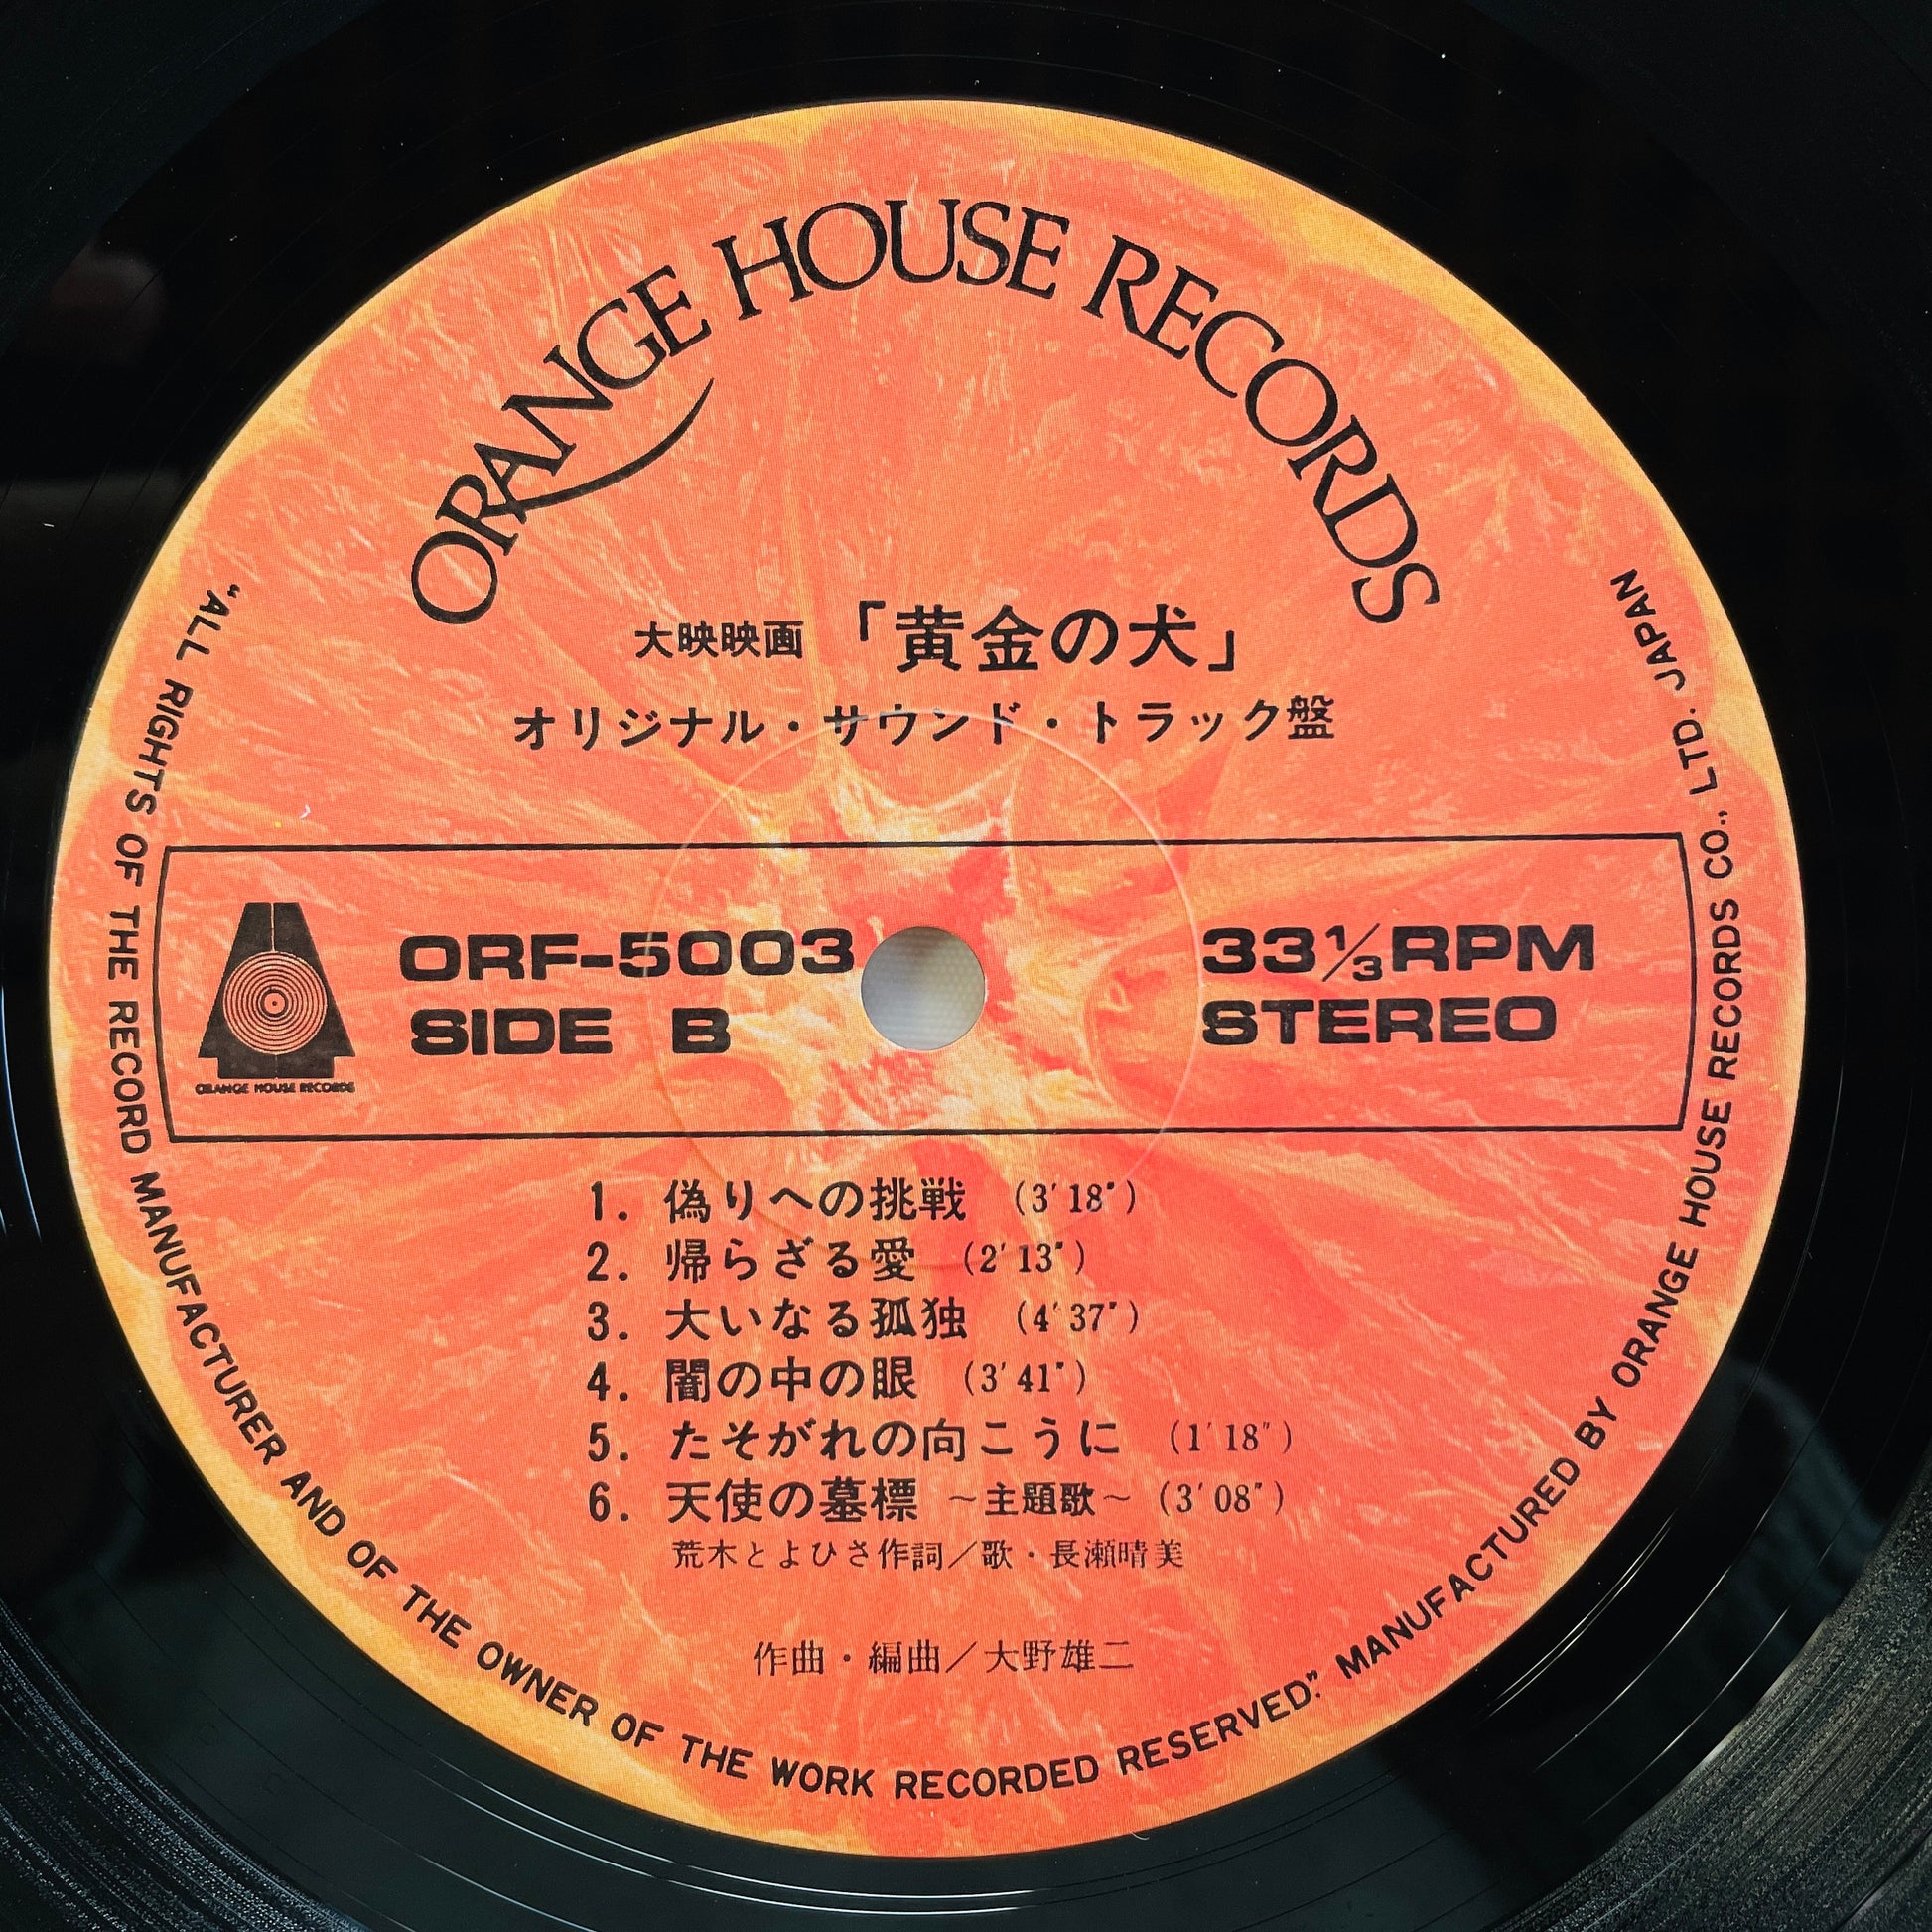 ORANGE HOUSE RECORDS
大映映画 「黄金の犬」
オリジナル・サウンド・トラック盤
ORF-5003
SIDE B
33⅓RPM
STEREO
ORANGE HOUSE RECORDS
1. 偽りへの挑戦 (3′18″)
2. 帰らざる愛 (2′13″)
3. 大いなる孤独 (4′37″)
4. 闇の中の眼 (3′41″)
5. たそがれの向こうに (1′18″)
6. 天使の墓標 〜主題歌〜 (3′08″)
荒木とよひさ作詞／歌・長瀬晴美
作曲・編曲／大野雄二
“ALL RIGHTS OF THE RECORD MANUFACTURER AND OF THE OWNER OF THE WORK RECORDED RESERVED.” MANUFACTURED BY ORANGE HOUSE RECORDS CO., LTD. JAPAN